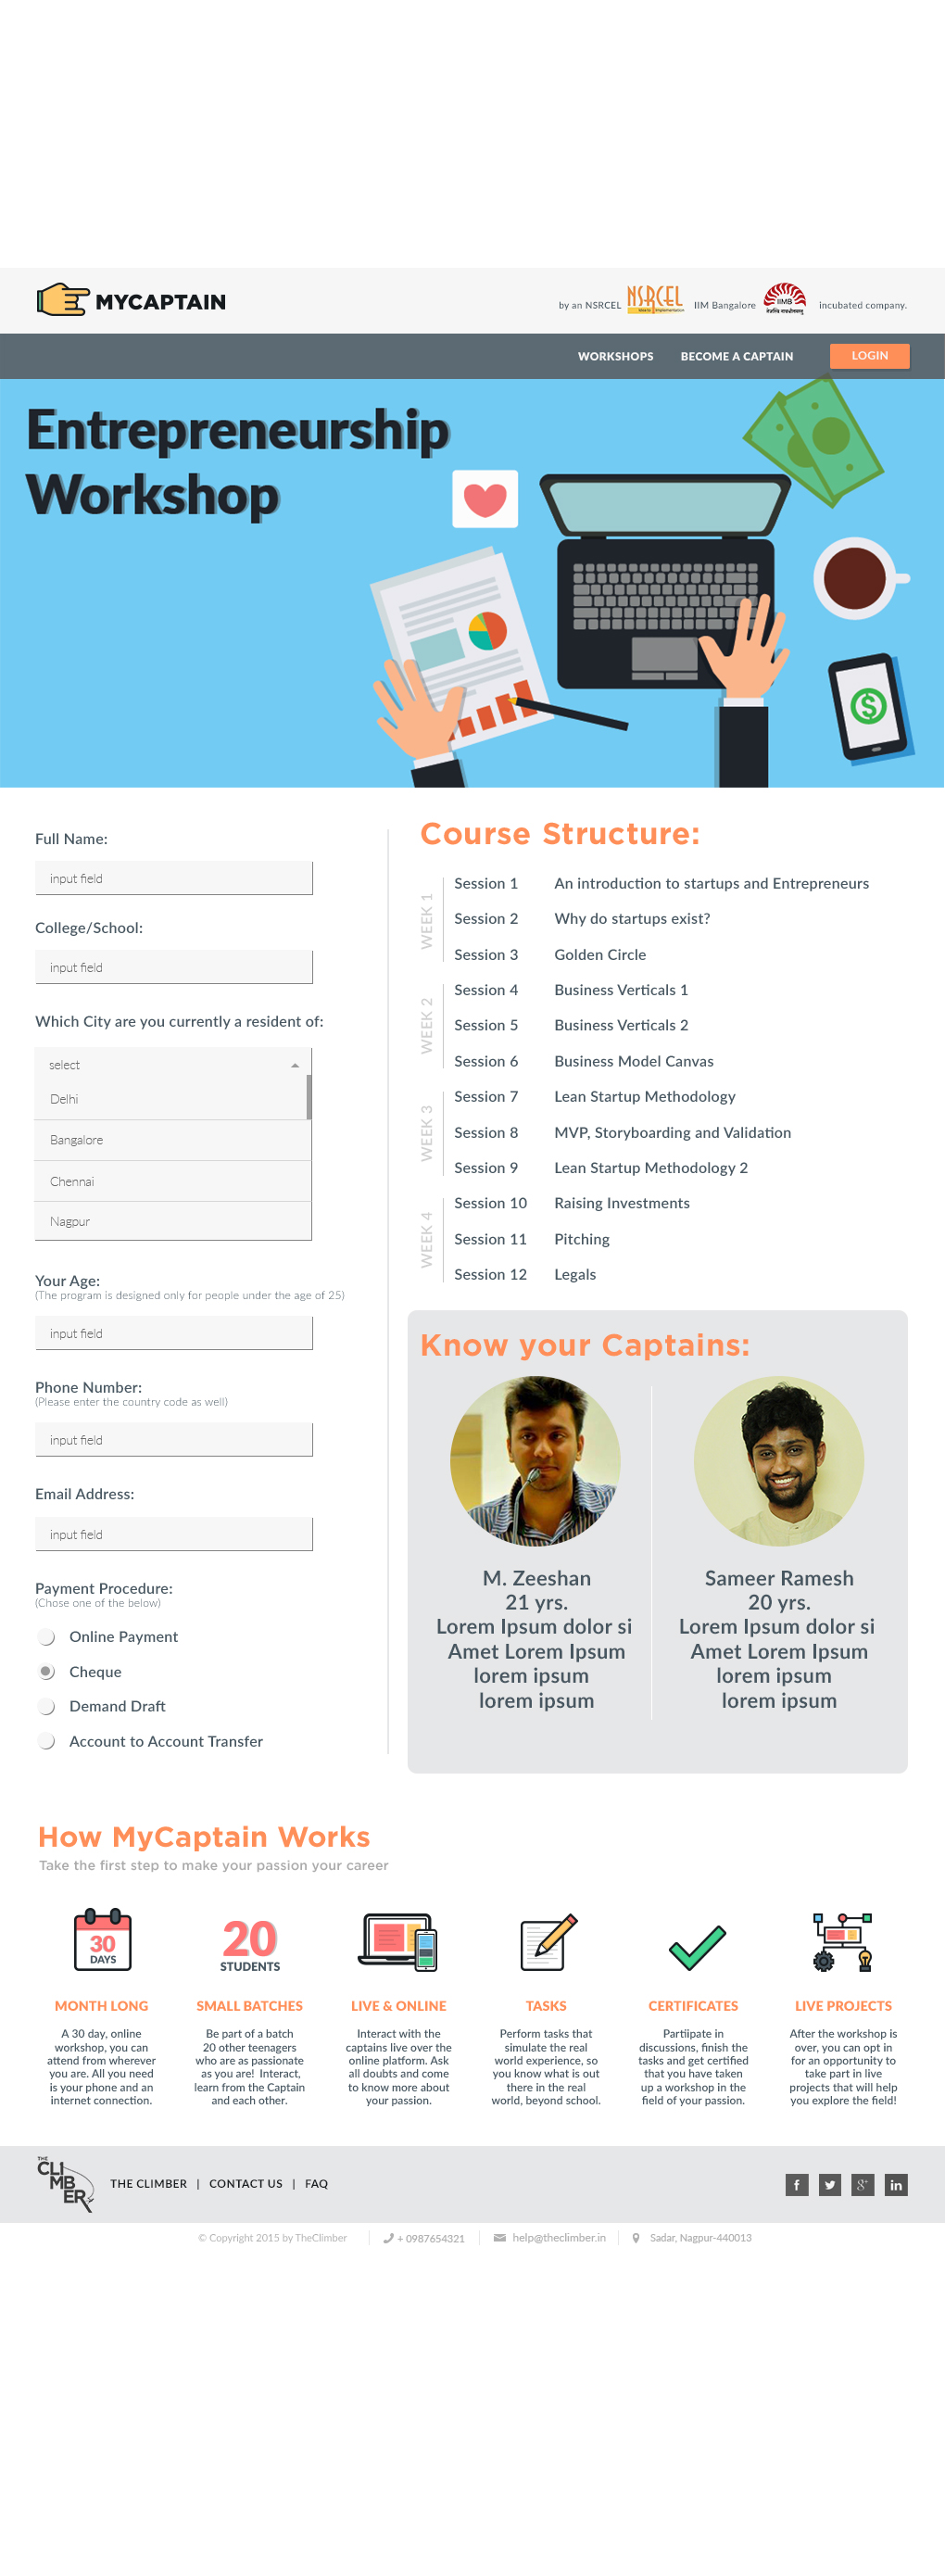 MYCAPTAIN
by an NSRCEL NSRCEL IIM Bangalore IIMB incubated company.
WORKSHOPS BECOME A CAPTAIN LOGIN
Entrepreneurship
Workshop
Full Name:
input field
College/School:
input field
Which City are you currently a resident of:
select
Delhi
Bangalore
Chennai
Nagpur
Your Age:
(The program is designed only for people under the age of 25)
input field
Phone Number:
(Please enter the country code as well)
input field
Email Address:
input field
Payment Procedure:
(Chose one of the below)
Online Payment
Cheque
Demand Draft
Account to Account Transfer
Course Structure:
WEEK 1
Session 1 An introduction to startups and Entrepreneurs
Session 2 Why do startups exist?
Session 3 Golden Circle
WEEK 2
Session 4 Business Verticals 1
Session 5 Business Verticals 2
Session 6 Business Model Canvas
WEEK 3
Session 7 Lean Startup Methodology
Session 8 MVP, Storyboarding and Validation
Session 9 Lean Startup Methodology 2
WEEK 4
Session 10 Raising Investments
Session 11 Pitching
Session 12 Legals
Know your Captains:
M. Zeeshan
21 yrs.
Lorem Ipsum dolor si
Amet Lorem Ipsum
lorem ipsum
lorem ipsum
Sameer Ramesh
20 yrs.
Lorem Ipsum dolor si
Amet Lorem Ipsum
lorem ipsum
lorem ipsum
How MyCaptain Works
Take the first step to make your passion your career
30
DAYS
MONTH LONG
A 30 day, online
workshop, you can
attend from wherever
you are. All you need
is your phone and an
internet connection.
20
STUDENTS
SMALL BATCHES
Be part of a batch
20 other teenagers
who are as passionate
as you are! Interact,
learn from the Captain
and each other.
LIVE & ONLINE
Interact with the
captains live over the
online platform. Ask
all doubts and come
to know more about
your passion.
TASKS
Perform tasks that
simulate the real
world experience, so
you know what is out
there in the real
world, beyond school.
CERTIFICATES
Partiipate in
discussions, finish the
tasks and get certified
that you have taken
up a workshop in the
field of your passion.
LIVE PROJECTS
After the workshop is
over, you can opt in
for an opportunity to
take part in live
projects that will help
you explore the field!
THE
CLI
MB
ER
THE CLIMBER | CONTACT US | FAQ
© Copyright 2015 by TheClimber
+ 0987654321
help@theclimber.in
Sadar, Nagpur-440013